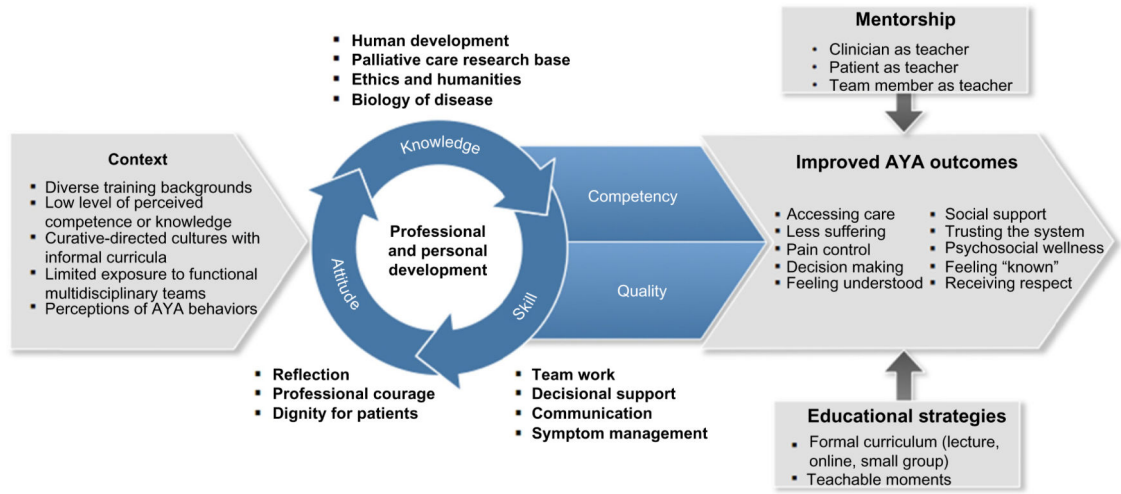 Mentorship
• Clinician as teacher
• Patient as teacher
• Team member as teacher
▪ Human development
▪ Palliative care research base
▪ Ethics and humanities
▪ Biology of disease
Context
▪ Diverse training backgrounds
▪ Low level of perceived
competence or knowledge
▪ Curative-directed cultures with
informal curricula
▪ Limited exposure to functional
multidisciplinary teams
▪ Perceptions of AYA behaviors
Knowledge
Attitude
Skill
Professional
and personal
development
Competency
Quality
Improved AYA outcomes
▪ Accessing care
▪ Less suffering
▪ Pain control
▪ Decision making
▪ Feeling understood
▪ Social support
▪ Trusting the system
▪ Psychosocial wellness
▪ Feeling “known”
▪ Receiving respect
▪ Reflection
▪ Professional courage
▪ Dignity for patients
▪ Team work
▪ Decisional support
▪ Communication
▪ Symptom management
Educational strategies
▪ Formal curriculum (lecture,
online, small group)
▪ Teachable moments